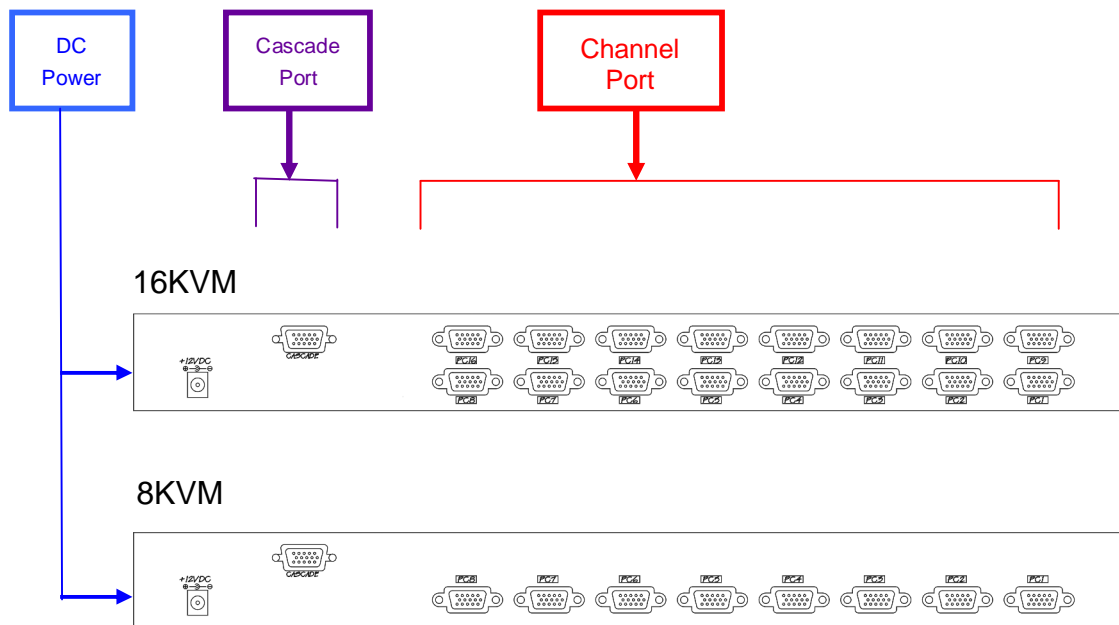 DC
Power
Cascade
Port
Channel
Port
16KVM
+12VDC
CASCADE
PC16 PC15 PC14 PC13 PC12 PC11 PC10 PC9
PC8 PC7 PC6 PC5 PC4 PC3 PC2 PC1
8KVM
+12VDC
CASCADE
PC8 PC7 PC6 PC5 PC4 PC3 PC2 PC1